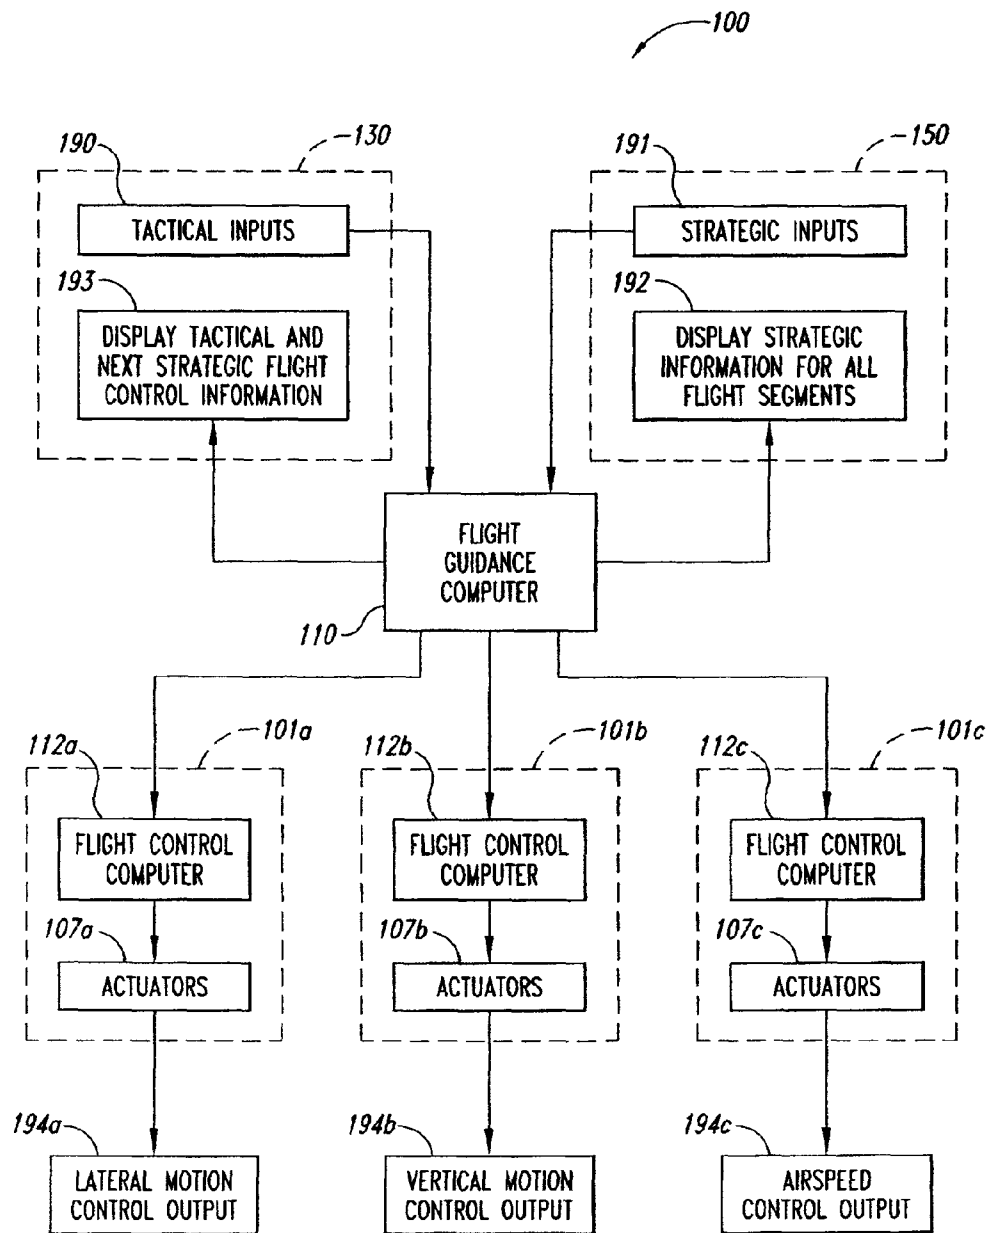 100
190
130
191
150
TACTICAL INPUTS
STRATEGIC INPUTS
193
192
DISPLAY TACTICAL AND
NEXT STRATEGIC FLIGHT
CONTROL INFORMATION
DISPLAY STRATEGIC
INFORMATION FOR ALL
FLIGHT SEGMENTS
FLIGHT
GUIDANCE
COMPUTER
110
112a
101a
112b
101b
112c
101c
FLIGHT CONTROL
COMPUTER
FLIGHT CONTROL
COMPUTER
FLIGHT CONTROL
COMPUTER
107a
107b
107c
ACTUATORS
ACTUATORS
ACTUATORS
194a
194b
194c
LATERAL MOTION
CONTROL OUTPUT
VERTICAL MOTION
CONTROL OUTPUT
AIRSPEED
CONTROL OUTPUT